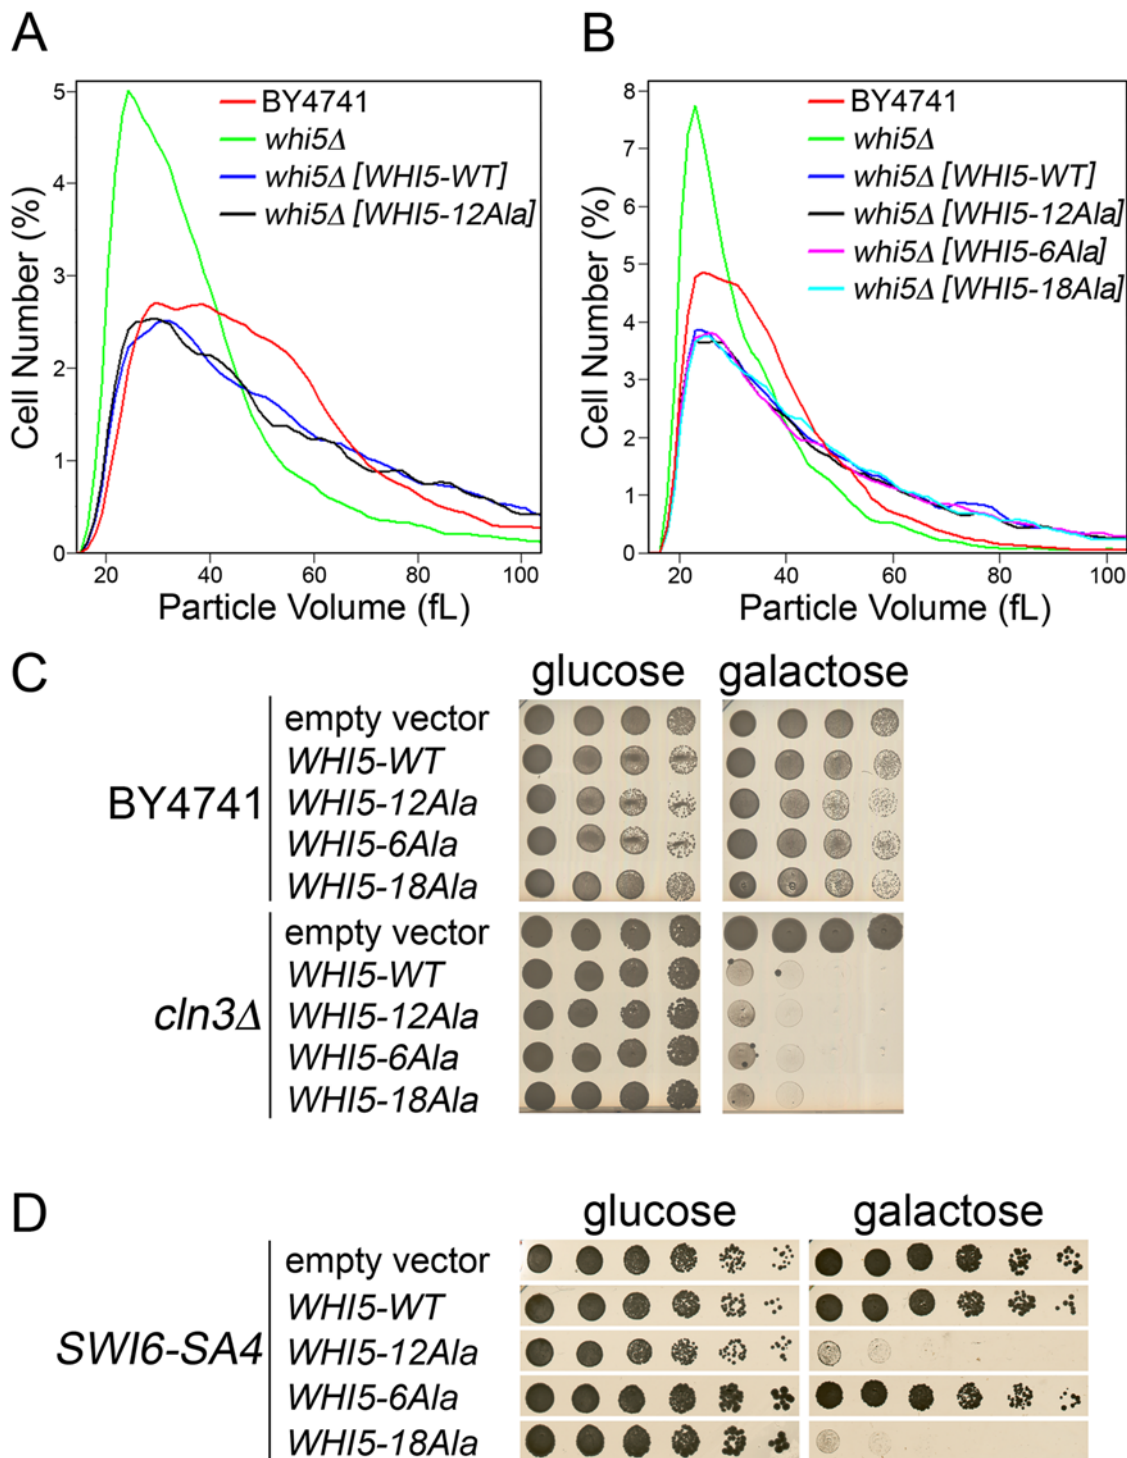 A
B
BY4741
whi5Δ
whi5Δ [WHI5-WT]
whi5Δ [WHI5-12Ala]
Cell Number (%)
5
4
3
2
1
0
20 40 60 80 100
Particle Volume (fL)
BY4741
whi5Δ
whi5Δ [WHI5-WT]
whi5Δ [WHI5-12Ala]
whi5Δ [WHI5-6Ala]
whi5Δ [WHI5-18Ala]
Cell Number (%)
8
7
6
5
4
3
2
1
0
20 40 60 80 100
Particle Volume (fL)
C
glucose galactose
BY4741
empty vector
WHI5-WT
WHI5-12Ala
WHI5-6Ala
WHI5-18Ala
cln3Δ
empty vector
WHI5-WT
WHI5-12Ala
WHI5-6Ala
WHI5-18Ala
D
glucose galactose
SWI6-SA4
empty vector
WHI5-WT
WHI5-12Ala
WHI5-6Ala
WHI5-18Ala